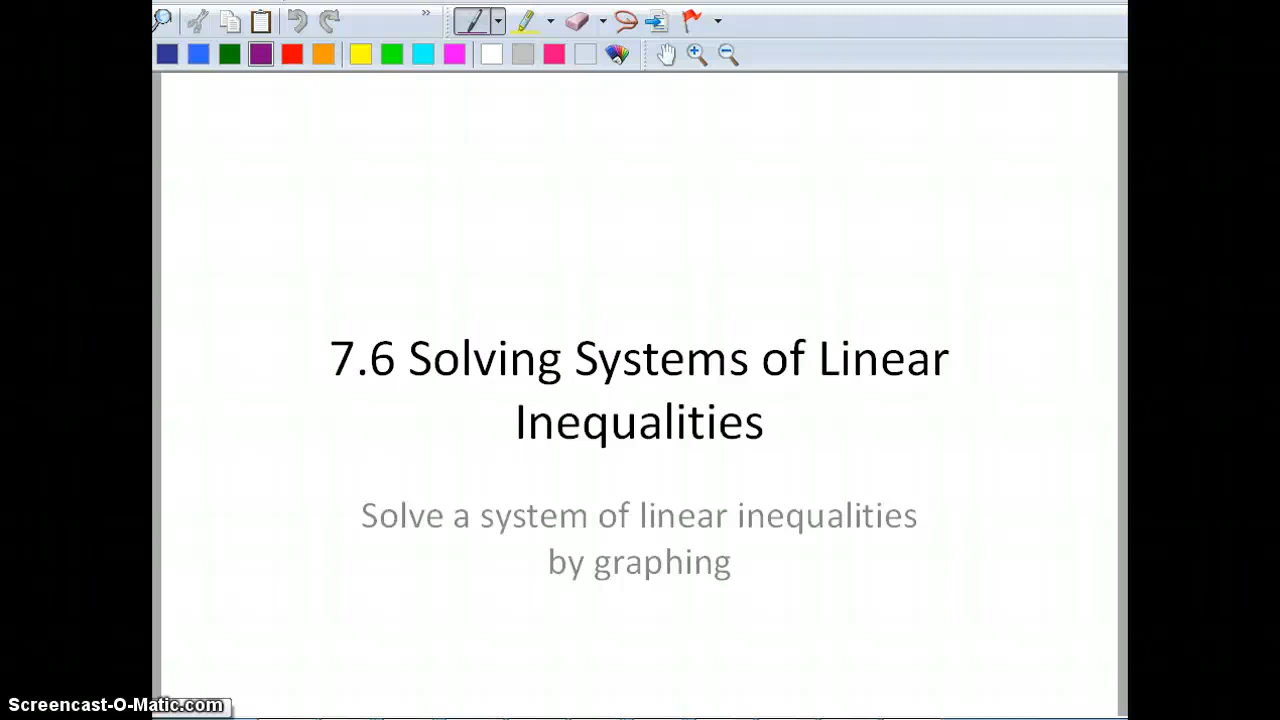 7.6 Solving Systems of Linear
Inequalities
Solve a system of linear inequalities
by graphing
Screencast-O-Matic.com